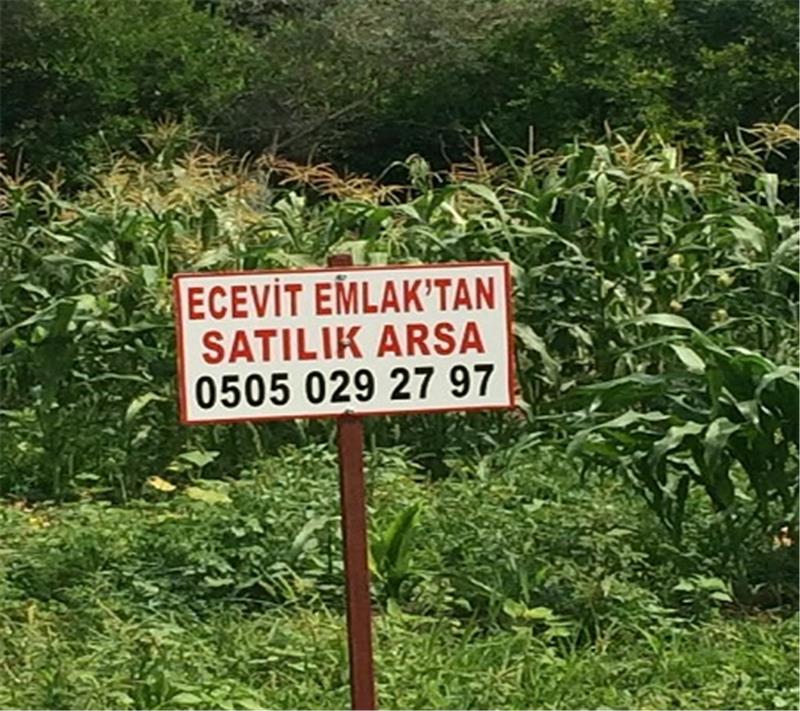 ECEVİT EMLAK'TAN
SATILIK ARSA
0505 029 27 97